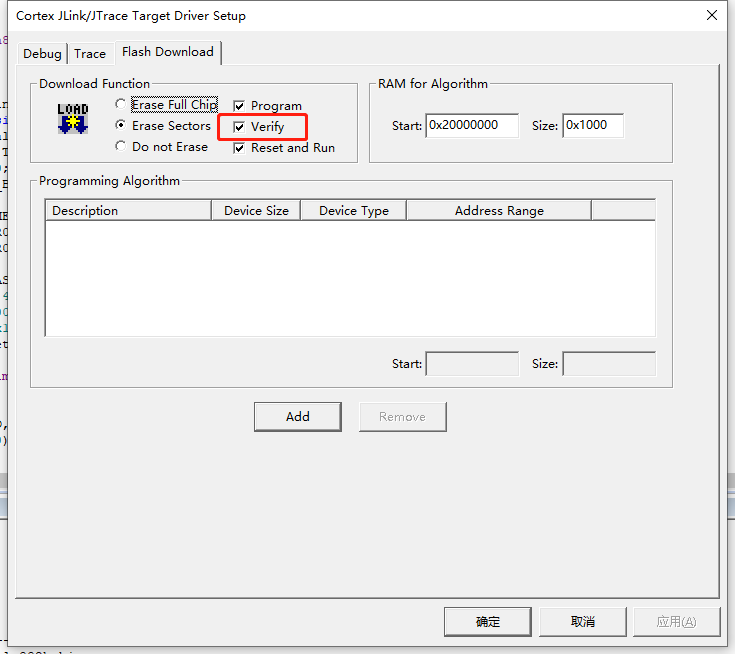 Cortex JLink/JTrace Target Driver Setup
Debug Trace Flash Download
Download Function
LOAD
Erase Full Chip
Erase Sectors
Do not Erase
Program
Verify
Reset and Run
RAM for Algorithm
Start: 0x20000000 Size: 0x1000
Programming Algorithm
Description Device Size Device Type Address Range
Start: Size:
Add Remove
确定 取消 应用(A)